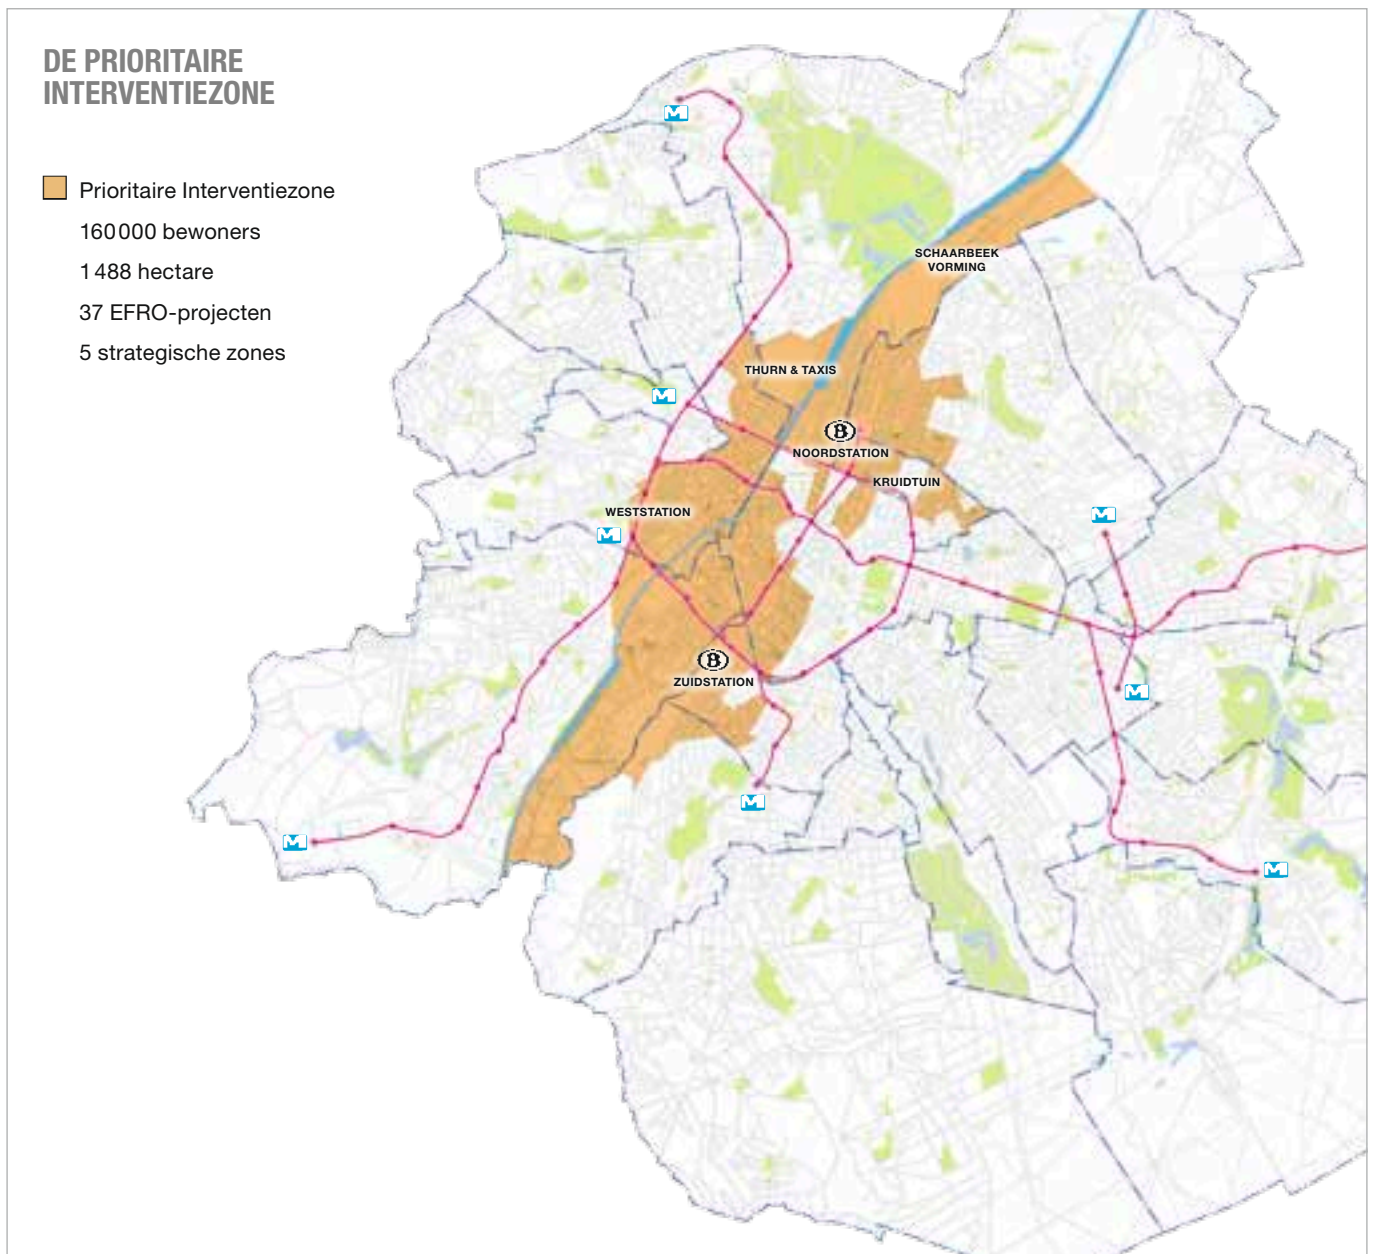 DE PRIORITAIRE
INTERVENTIEZONE
Prioritaire Interventiezone
160000 bewoners
1488 hectare
37 EFRO-projecten
5 strategische zones
M
SCHAARBEEK
VORMING
THURN & TAXIS
M
B
NOORDSTATION
KRUIDTUIN
WESTSTATION
M
M
B
ZUIDSTATION
M
M
M
M